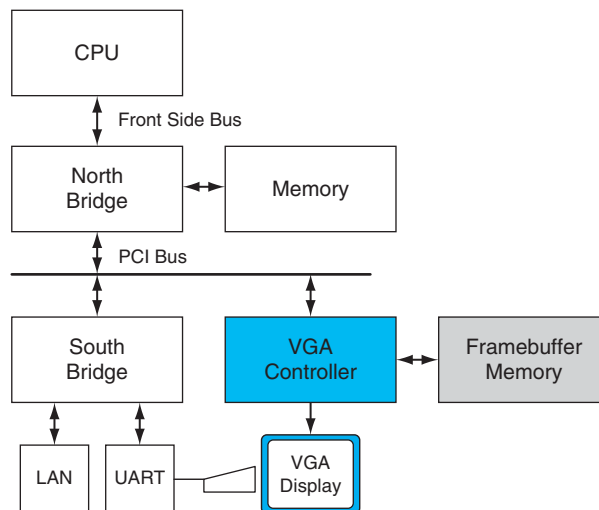 CPU
Front Side Bus
North
Bridge
Memory
PCI Bus
South
Bridge
VGA
Controller
Framebuffer
Memory
LAN
UART
VGA
Display